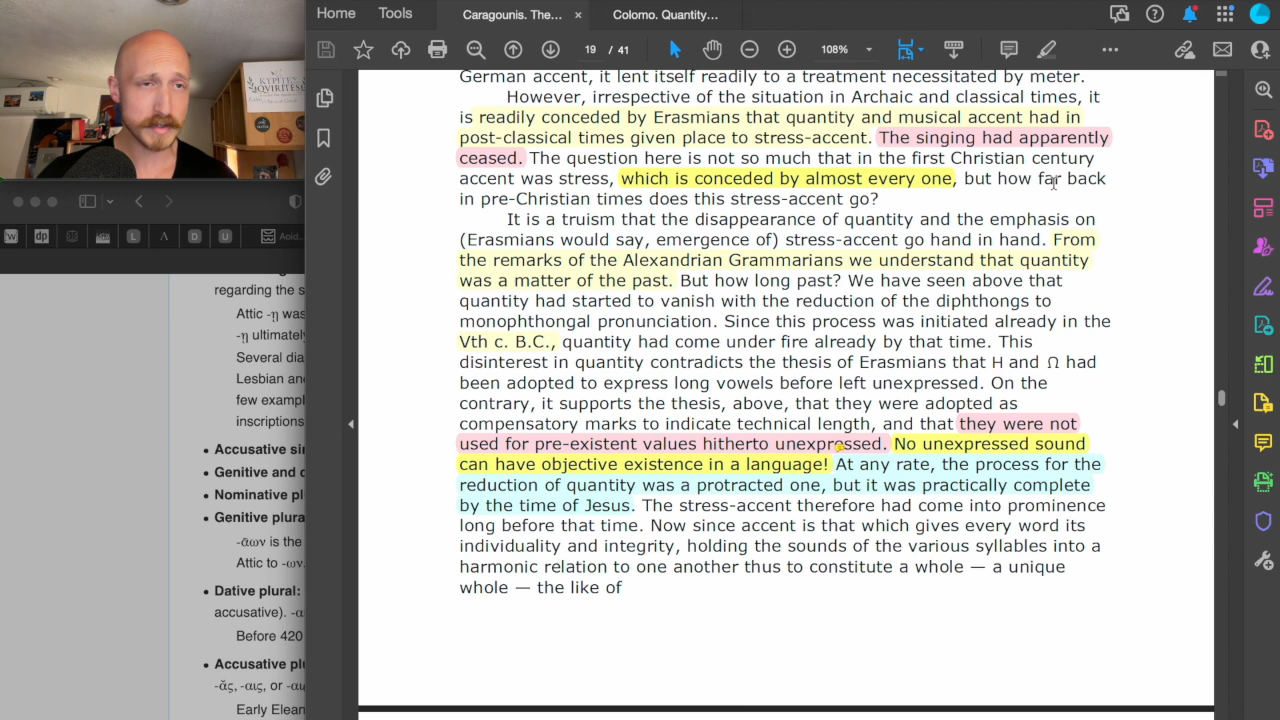 ΚΥΡΙΤΕΣ
QVIRITES
Home Tools Caragounis. The... × Colomo. Quantity...
19 / 41 108%
German accent, it lent itself readily to a treatment necessitated by meter.
However, irrespective of the situation in Archaic and classical times, it
is readily conceded by Erasmians that quantity and musical accent had in
post-classical times given place to stress-accent. The singing had apparently
ceased. The question here is not so much that in the first Christian century
accent was stress, which is conceded by almost every one, but how far back
in pre-Christian times does this stress-accent go?
It is a truism that the disappearance of quantity and the emphasis on
(Erasmians would say, emergence of) stress-accent go hand in hand. From
the remarks of the Alexandrian Grammarians we understand that quantity
was a matter of the past. But how long past? We have seen above that
quantity had started to vanish with the reduction of the diphthongs to
monophthongal pronunciation. Since this process was initiated already in the
Vth c. B.C., quantity had come under fire already by that time. This
disinterest in quantity contradicts the thesis of Erasmians that Η and Ω had
been adopted to express long vowels before left unexpressed. On the
contrary, it supports the thesis, above, that they were adopted as
compensatory marks to indicate technical length, and that they were not
used for pre-existent values hitherto unexpressed. No unexpressed sound
can have objective existence in a language! At any rate, the process for the
reduction of quantity was a protracted one, but it was practically complete
by the time of Jesus. The stress-accent therefore had come into prominence
long before that time. Now since accent is that which gives every word its
individuality and integrity, holding the sounds of the various syllables into a
harmonic relation to one another thus to constitute a whole — a unique
whole — the like of
W dp L Λ D U Aoid..
regarding the s
Attic -ῃ was
-ῃ ultimatel
Several dia
Lesbian and
few exampl
inscriptions
• Accusative sin
• Genitive and d
• Nominative pl
• Genitive plura
-ᾱων is the
Attic to -ων.
• Dative plural:
accusative). -α
Before 420
• Accusative plu
-ᾰς, -αις, or -αι
Early Elean